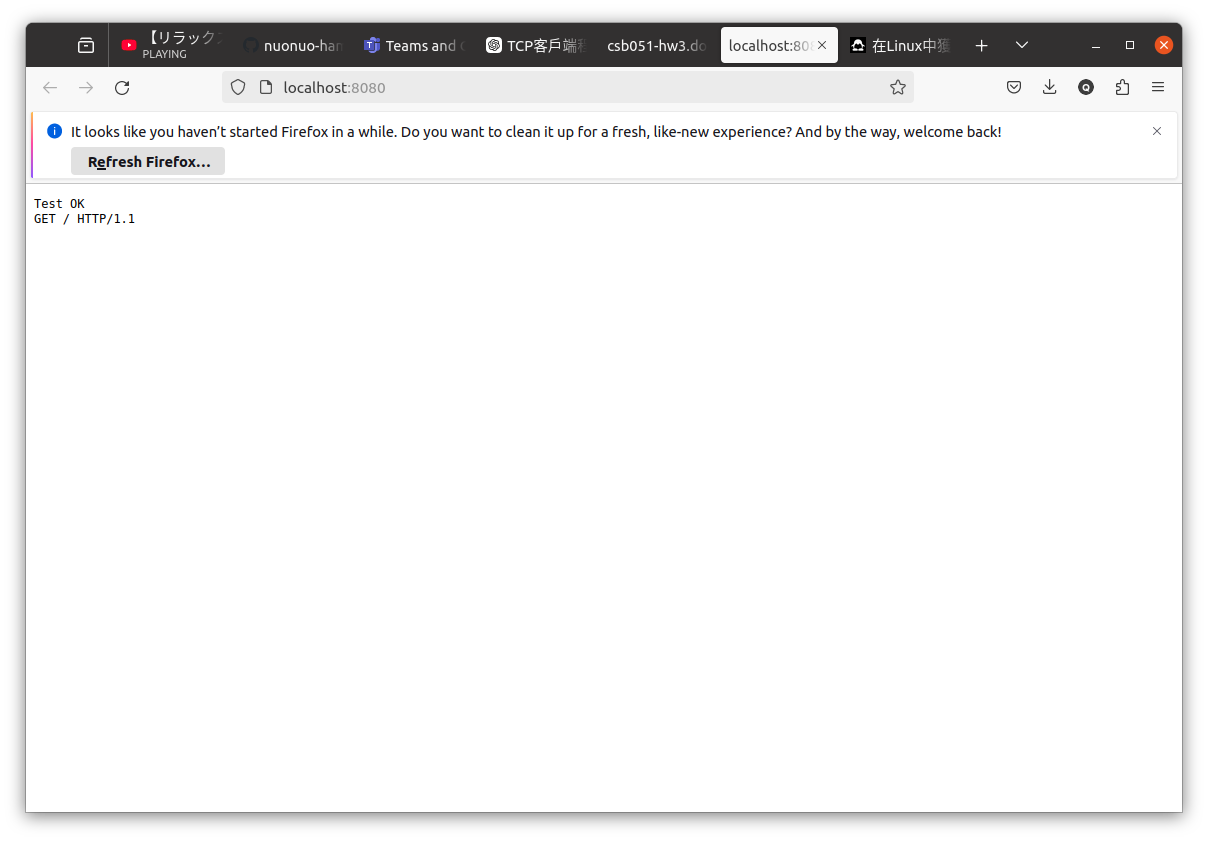 【リラック
PLAYING
nuonuo-han
Teams and
TCP客戶端
csb051-hw3.do
localhost:808
在Linux中獲
localhost:8080
It looks like you haven’t started Firefox in a while. Do you want to clean it up for a fresh, like-new experience? And by the way, welcome back!
Refresh Firefox…
Test OK
GET / HTTP/1.1